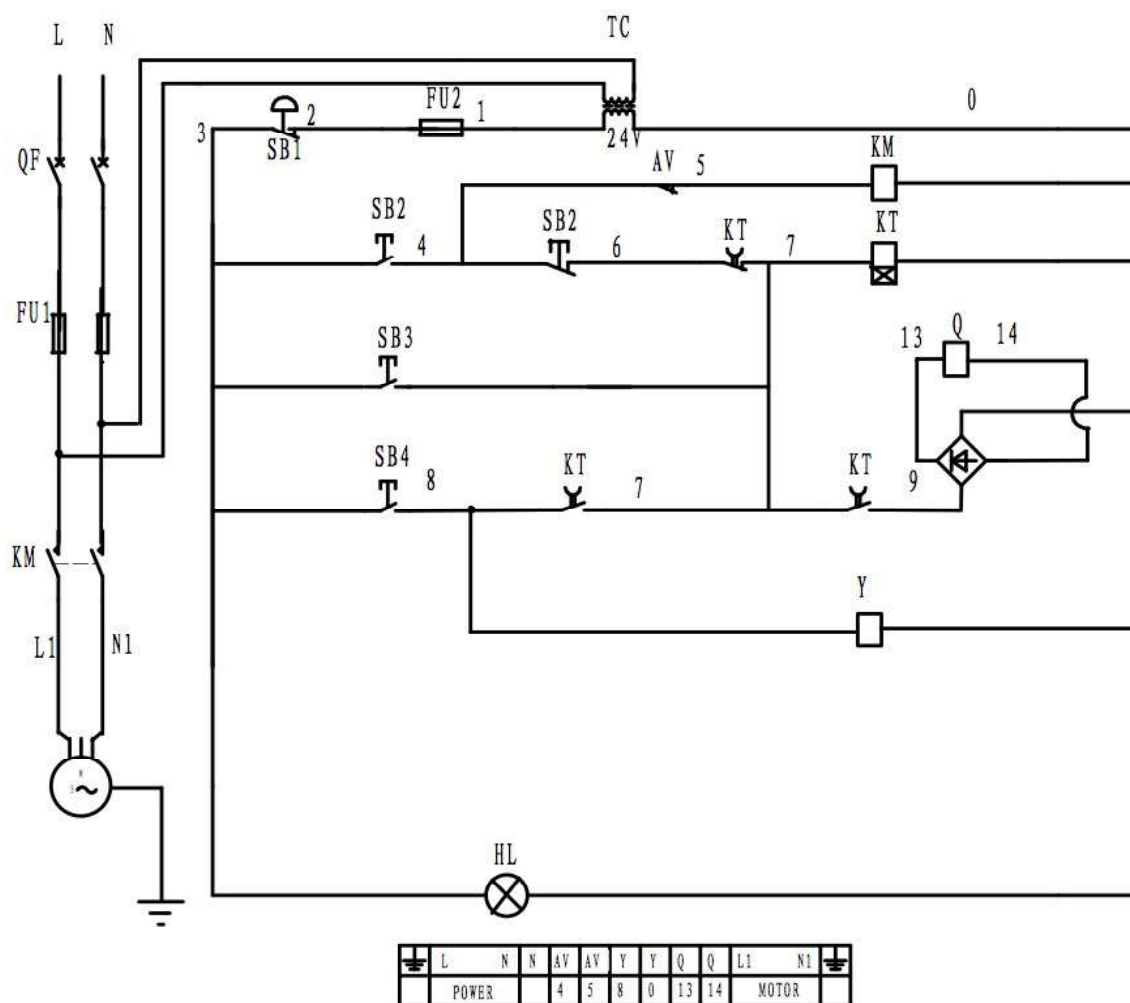 L N TC
FU2 1 0
3 2
SB1 24V
QF AV 5 KM
SB2 4 SB2 6 KT 7 KT
FU1 SB3 13 Q 14
SB4 8 KT 7 KT 9
KM Y
L1 N1
HL
L N N AV AV Y Y Q Q L1 N1
POWER 4 5 8 0 13 14 MOTOR